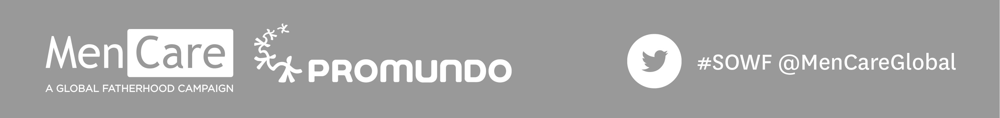 MenCare
A GLOBAL FATHERHOOD CAMPAIGN
PROMUNDO
#SOWF @MenCareGlobal